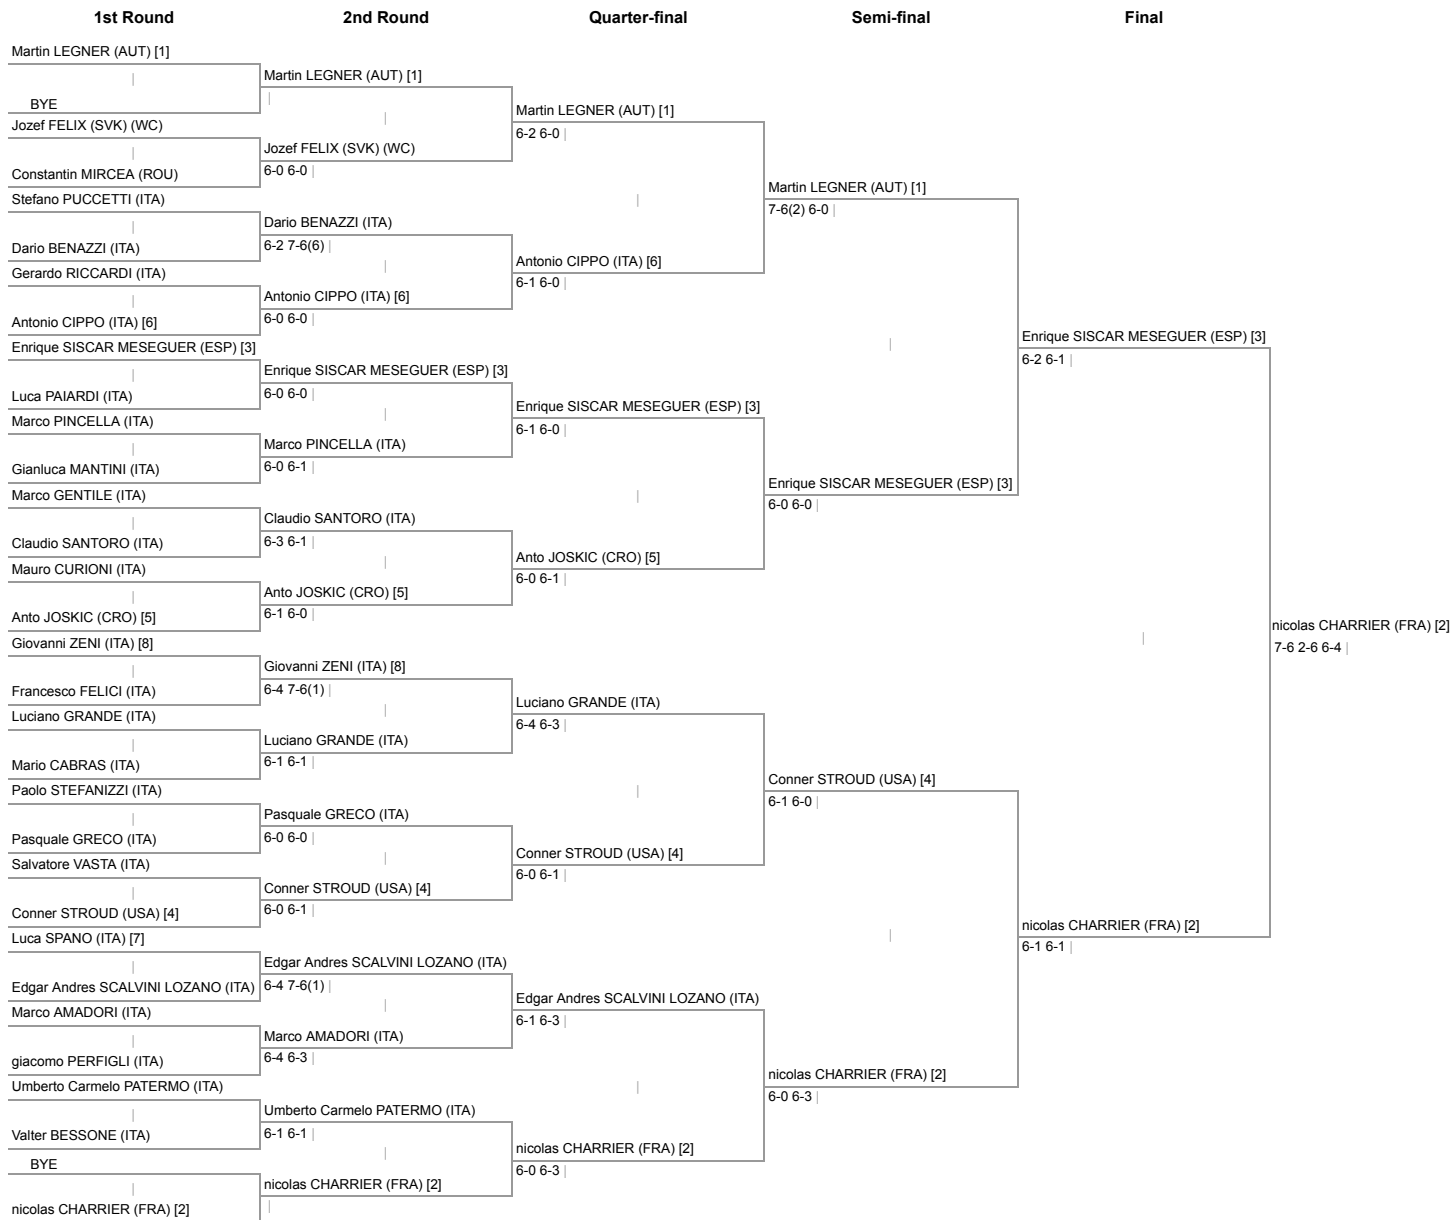 1st Round 2nd Round Quarter-final Semi-final Final
Martin LEGNER (AUT) [1]
BYE
Jozef FELIX (SVK) (WC)
Constantin MIRCEA (ROU)
Stefano PUCCETTI (ITA)
Dario BENAZZI (ITA)
Gerardo RICCARDI (ITA)
Antonio CIPPO (ITA) [6]
Enrique SISCAR MESEGUER (ESP) [3]
Luca PAIARDI (ITA)
Marco PINCELLA (ITA)
Gianluca MANTINI (ITA)
Marco GENTILE (ITA)
Claudio SANTORO (ITA)
Mauro CURIONI (ITA)
Anto JOSKIC (CRO) [5]
Giovanni ZENI (ITA) [8]
Francesco FELICI (ITA)
Luciano GRANDE (ITA)
Mario CABRAS (ITA)
Paolo STEFANIZZI (ITA)
Pasquale GRECO (ITA)
Salvatore VASTA (ITA)
Conner STROUD (USA) [4]
Luca SPANO (ITA) [7]
Edgar Andres SCALVINI LOZANO (ITA)
Marco AMADORI (ITA)
giacomo PERFIGLI (ITA)
Umberto Carmelo PATERMO (ITA)
Valter BESSONE (ITA)
BYE
nicolas CHARRIER (FRA) [2]
Martin LEGNER (AUT) [1]
Jozef FELIX (SVK) (WC)
6-0 6-0
Dario BENAZZI (ITA)
6-2 7-6(6)
Antonio CIPPO (ITA) [6]
6-0 6-0
Enrique SISCAR MESEGUER (ESP) [3]
6-0 6-0
Marco PINCELLA (ITA)
6-0 6-1
Claudio SANTORO (ITA)
6-3 6-1
Anto JOSKIC (CRO) [5]
6-1 6-0
Giovanni ZENI (ITA) [8]
6-4 7-6(1)
Luciano GRANDE (ITA)
6-1 6-1
Pasquale GRECO (ITA)
6-0 6-0
Conner STROUD (USA) [4]
6-0 6-1
Edgar Andres SCALVINI LOZANO (ITA)
6-4 7-6(1)
Marco AMADORI (ITA)
6-4 6-3
Umberto Carmelo PATERMO (ITA)
6-1 6-1
nicolas CHARRIER (FRA) [2]
Martin LEGNER (AUT) [1]
6-2 6-0
Antonio CIPPO (ITA) [6]
6-1 6-0
Enrique SISCAR MESEGUER (ESP) [3]
6-1 6-0
Anto JOSKIC (CRO) [5]
6-0 6-1
Luciano GRANDE (ITA)
6-4 6-3
Conner STROUD (USA) [4]
6-0 6-1
Edgar Andres SCALVINI LOZANO (ITA)
6-1 6-3
nicolas CHARRIER (FRA) [2]
6-0 6-3
Martin LEGNER (AUT) [1]
7-6(2) 6-0
Enrique SISCAR MESEGUER (ESP) [3]
6-0 6-0
Conner STROUD (USA) [4]
6-1 6-0
nicolas CHARRIER (FRA) [2]
6-0 6-3
Enrique SISCAR MESEGUER (ESP) [3]
6-2 6-1
nicolas CHARRIER (FRA) [2]
6-1 6-1
nicolas CHARRIER (FRA) [2]
7-6 2-6 6-4